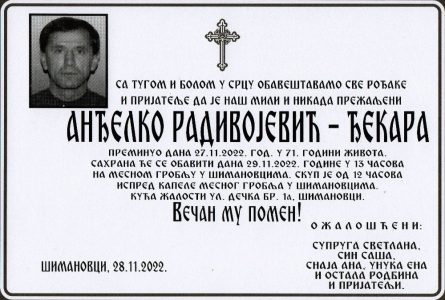 СА ТУГОМ И БОЛОМ У СРЦУ ОБАВЕШТАВАМО СВЕ РОЂАКЕ
И ПРИЈАТЕЉЕ ДА ЈЕ НАШ МИЛИ И НИКАДА ПРЕЖАЉЕНИ
АНЂЕЛКО РАДИВОЈЕВИЋ - ЂЕКАРА
ПРЕМИНУО ДАНА 27.11.2022. ГОД. У 71. ГОДИНИ ЖИВОТА.
САХРАНА ЋЕ СЕ ОБАВИТИ ДАНА 29.11.2022. ГОДИНЕ У 13 ЧАСОВА
НА МЕСНОМ ГРОБЉУ У ШИМАНОВЦИМА. СКУП ЈЕ ОД 12 ЧАСОВА
ИСПРЕД КАПЕЛЕ МЕСНОГ ГРОБЉА У ШИМАНОВЦИМА.
КУЋА ЖАЛОСТИ УЛ. ДЕЧКА БР. 1А, ШИМАНОВЦИ.
ВЕЧАН МУ ПОМЕН!
ОЖАЛОШЋЕНИ:
СУПРУГА СВЕТЛАНА,
СИН САША,
СНАЈА АНА, УНУКА ЕНА
И ОСТАЛА РОДБИНА
И ПРИЈАТЕЉИ.
ШИМАНОВЦИ, 28.11.2022.